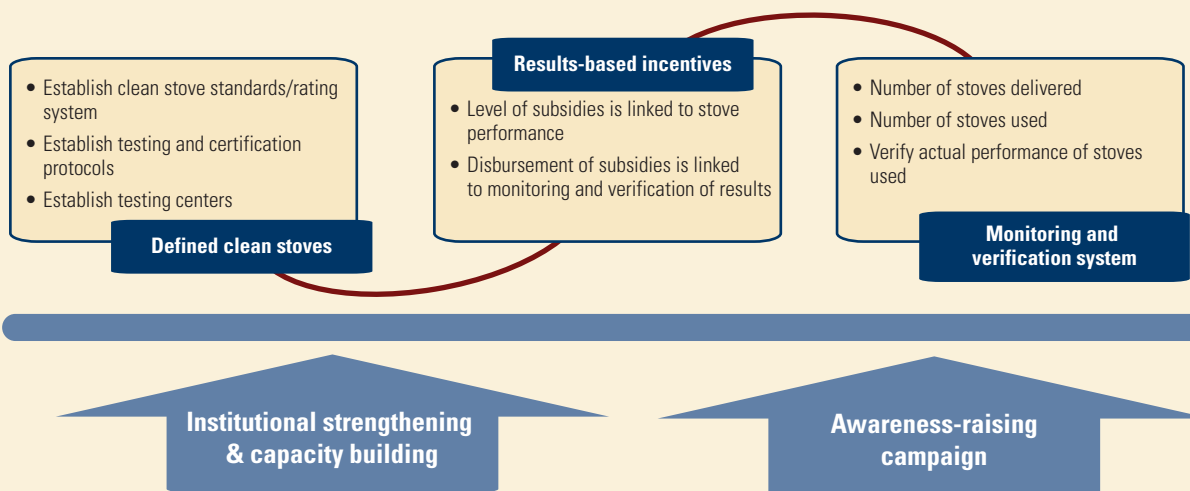 • Establish clean stove standards/rating
system
• Establish testing and certification
protocols
• Establish testing centers
Defined clean stoves
Results-based incentives
• Level of subsidies is linked to stove
performance
• Disbursement of subsidies is linked
to monitoring and verification of results
• Number of stoves delivered
• Number of stoves used
• Verify actual performance of stoves
used
Monitoring and
verification system
Institutional strengthening
& capacity building
Awareness-raising
campaign